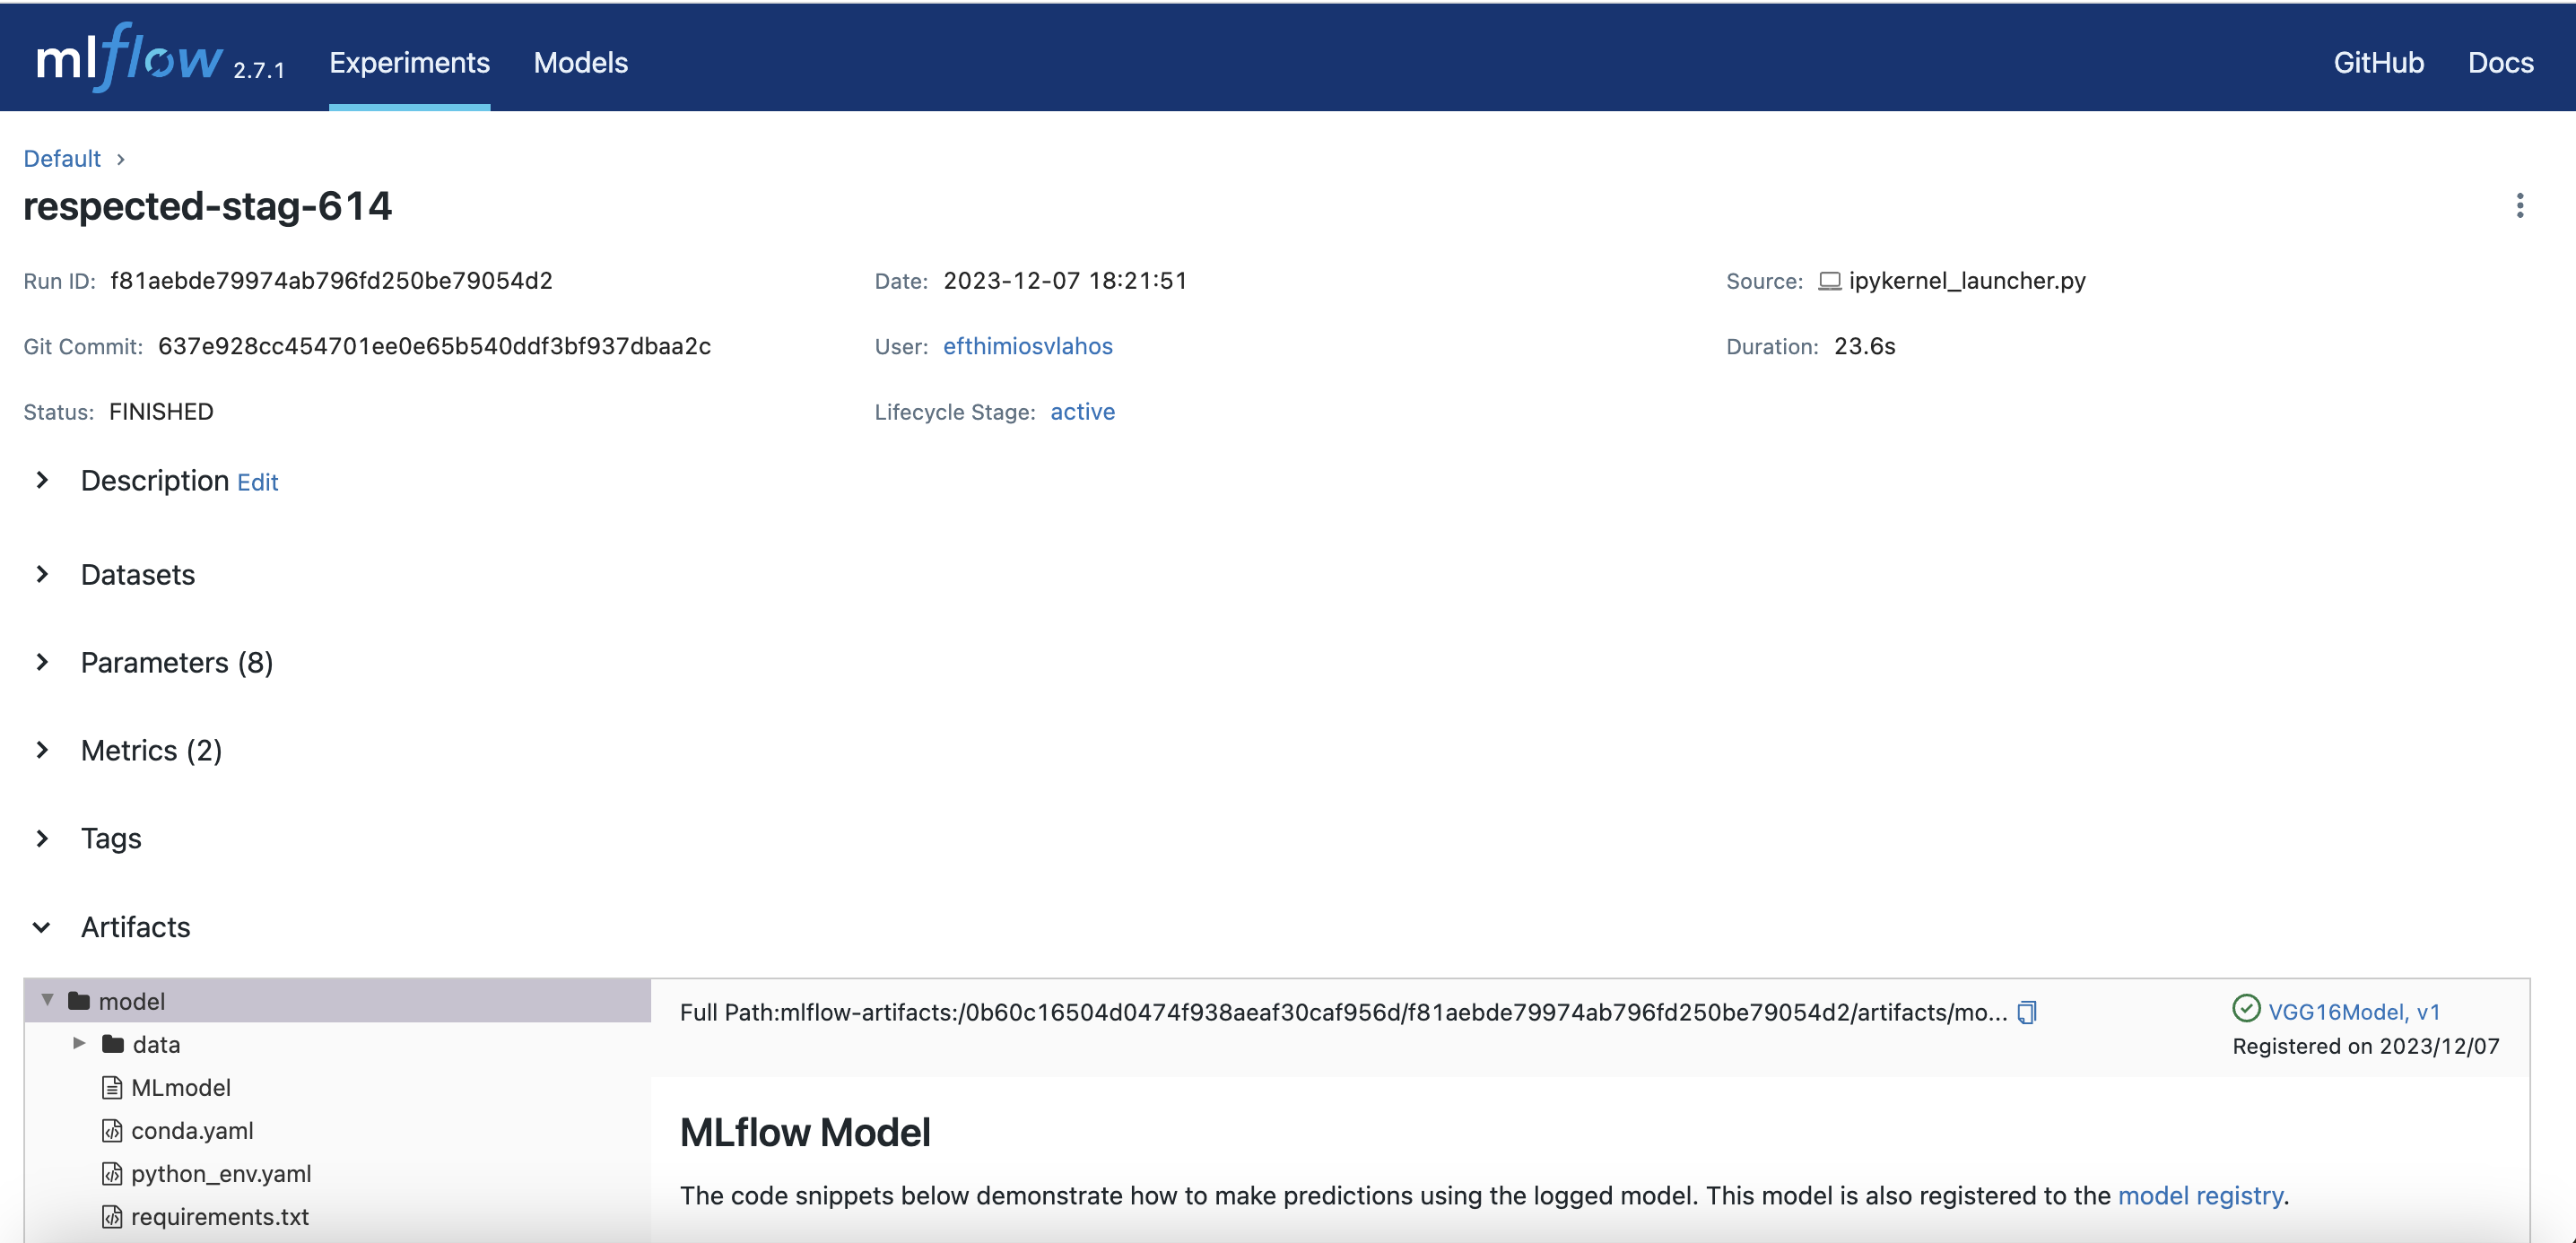 mlflow 2.7.1 Experiments Models GitHub Docs
Default
respected-stag-614
Run ID: f81aebde79974ab796fd250be79054d2 Date: 2023-12-07 18:21:51 Source: ipykernel_launcher.py
Git Commit: 637e928cc454701ee0e65b540ddf3bf937dbaa2c User: efthimiosvlahos Duration: 23.6s
Status: FINISHED Lifecycle Stage: active
Description Edit
Datasets
Parameters (8)
Metrics (2)
Tags
Artifacts
model
data
MLmodel
conda.yaml
python_env.yaml
requirements.txt
Full Path:mlflow-artifacts:/0b60c16504d0474f938aeaf30caf956d/f81aebde79974ab796fd250be79054d2/artifacts/mo...
VGG16Model, v1
Registered on 2023/12/07
MLflow Model
The code snippets below demonstrate how to make predictions using the logged model. This model is also registered to the model registry.